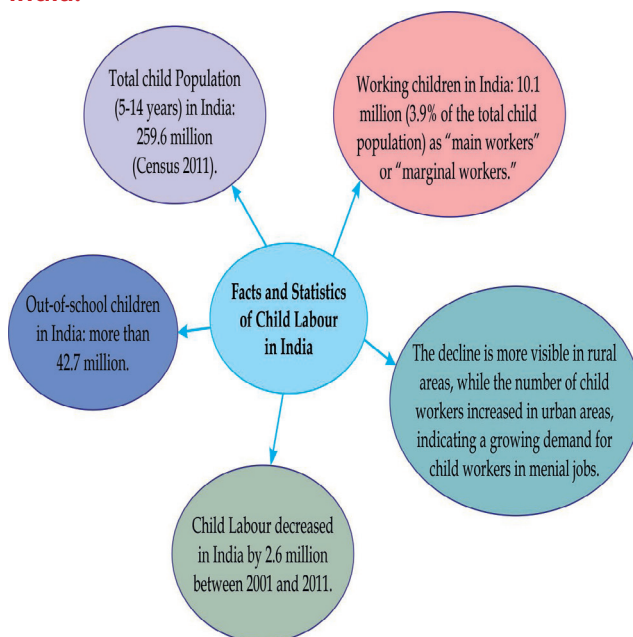 Total child Population
(5-14 years) in India:
259.6 million
(Census 2011).
Working children in India: 10.1
million (3.9% of the total child
population) as “main workers”
or “marginal workers.”
Facts and Statistics
of Child Labour
in India
Out-of-school children
in India: more than
42.7 million.
The decline is more visible in rural
areas, while the number of child
workers increased in urban areas,
indicating a growing demand for
child workers in menial jobs.
Child Labour decreased
in India by 2.6 million
between 2001 and 2011.